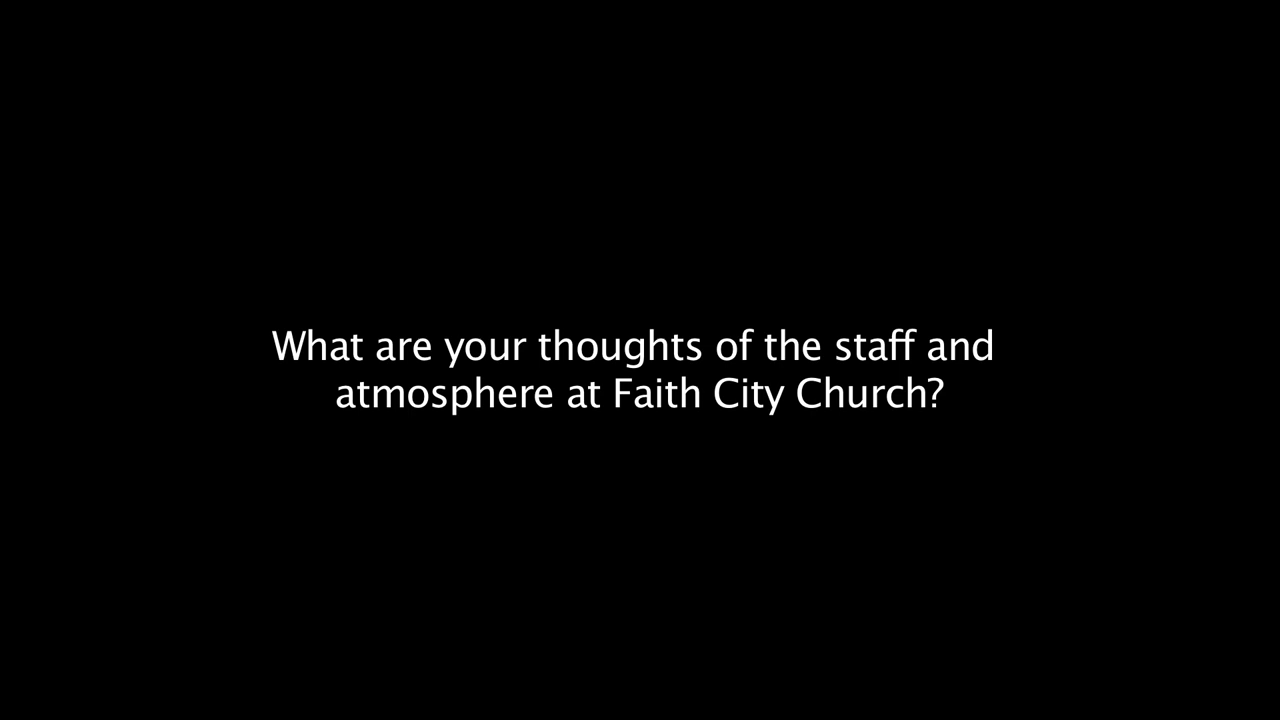 What are your thoughts of the staff and
atmosphere at Faith City Church?